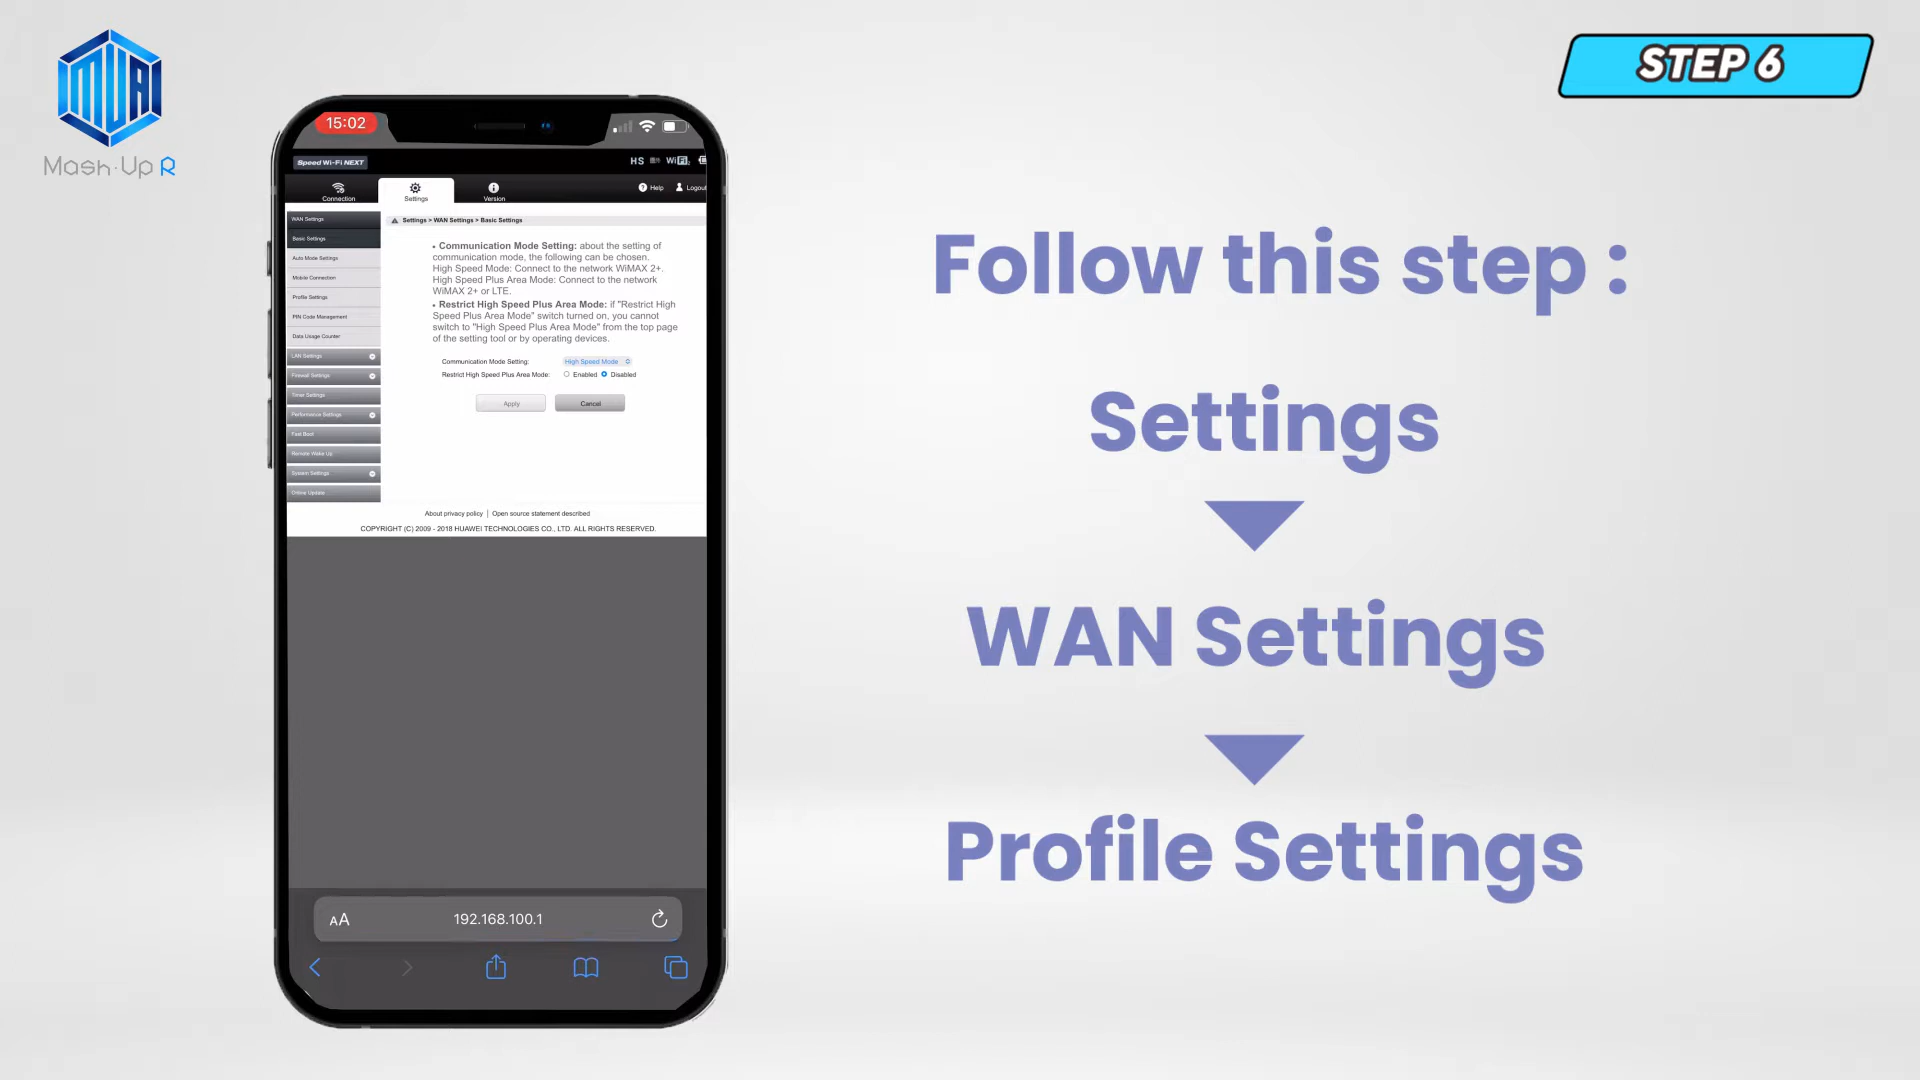 MUR
Mash-Up R
STEP 6
15:02
Speed Wi-Fi NEXT
HS
WiFi
Connection
Settings
Version
Help
Logout
WAN Settings
Basic Settings
Auto Mode Settings
Mobile Connection
Profile Settings
PIN Code Management
Data Usage Counter
LAN Settings
Firewall Settings
Timer Settings
Performance Settings
Fast Boot
Remote Wake Up
System Settings
Online Update
Settings > WAN Settings > Basic Settings
• Communication Mode Setting: about the setting of
communication mode, the following can be chosen.
High Speed Mode: Connect to the network WiMAX 2+.
High Speed Plus Area Mode: Connect to the network
WiMAX 2+ or LTE.
• Restrict High Speed Plus Area Mode: if "Restrict High
Speed Plus Area Mode" switch turned on, you cannot
switch to "High Speed Plus Area Mode" from the top page
of the setting tool or by operating devices.
Communication Mode Setting: High Speed Mode
Restrict High Speed Plus Area Mode: Enabled Disabled
Apply Cancel
About privacy policy | Open source statement described
COPYRIGHT (C) 2009 - 2018 HUAWEI TECHNOLOGIES CO., LTD. ALL RIGHTS RESERVED.
AA
192.168.100.1
Follow this step :
Settings
WAN Settings
Profile Settings